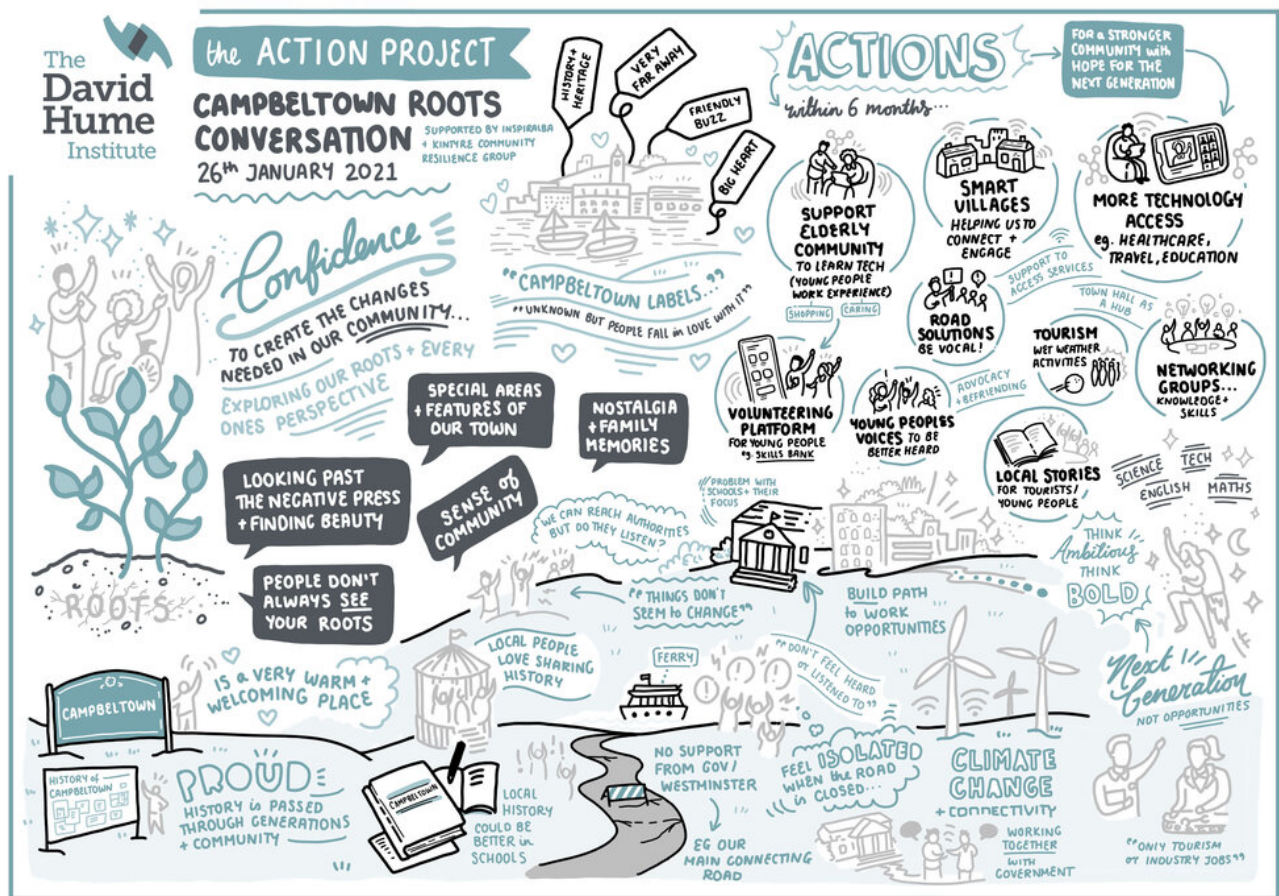 The
David
Hume
Institute
the ACTION PROJECT
CAMPBELTOWN ROOTS
CONVERSATION
26th JANUARY 2021
SUPPORTED BY INSPIRALBA
+ KINTYRE COMMUNITY
RESILIENCE GROUP
HISTORY +
HERITAGE
VERY
FAR AWAY
FRIENDLY
BUZZ
BIG HEART
"CAMPBELTOWN LABELS..."
"UNKNOWN BUT PEOPLE FALL in LOVE WITH IT"
Confidence
TO CREATE THE CHANGES
NEEDED IN OUR COMMUNITY...
EXPLORING OUR ROOTS + EVERY
ONES PERSPECTIVE
SPECIAL AREAS
+ FEATURES OF
OUR TOWN
NOSTALGIA
+ FAMILY
MEMORIES
LOOKING PAST
THE NEGATIVE PRESS
+ FINDING BEAUTY
SENSE of
COMMUNITY
PEOPLE DON'T
ALWAYS SEE
YOUR ROOTS
ROOTS
ACTIONS
within 6 months...
FOR a STRONGER
COMMUNITY with
HOPE FOR THE
NEXT GENERATION
SUPPORT
ELDERLY
COMMUNITY
TO LEARN TECH
(YOUNG PEOPLE
WORK EXPERIENCE)
SHOPPING
CARING
SMART
VILLAGES
HELPING US TO
CONNECT +
ENGAGE
MORE TECHNOLOGY
ACCESS
eg. HEALTHCARE,
TRAVEL, EDUCATION
SUPPORT TO
ACCESS SERVICES
ROAD
SOLUTIONS
BE VOCAL!
TOWN HALL AS
A HUB
TOURISM
WET WEATHER
ACTIVITIES
NETWORKING
GROUPS...
KNOWLEDGE +
SKILLS
VOLUNTEERING
PLATFORM
FOR YOUNG PEOPLE
eg. SKILLS BANK
YOUNG PEOPLES
VOICES TO BE
BETTER HEARD
ADVOCACY
+ BEFRIENDING
LOCAL STORIES
FOR TOURISTS/
YOUNG PEOPLE
SCIENCE
TECH
ENGLISH
MATHS
PROBLEM WITH
SCHOOLS + THEIR
FOCUS
WE CAN REACH AUTHORITIES
BUT DO THEY LISTEN?
"THINGS DON'T
SEEM to CHANGE"
BUILD PATH
to WORK
OPPORTUNITIES
THINK
Ambitious
THINK
BOLD
Next
Generation
NOT OPPORTUNITIES
"ONLY TOURISM
or INDUSTRY JOBS"
CAMPBELTOWN
IS a VERY WARM +
WELCOMING PLACE
LOCAL PEOPLE
LOVE SHARING
HISTORY
FERRY
"DON'T FEEL HEARD
or LISTENED TO"
HISTORY of
CAMPBELTOWN
PROUD
HISTORY is PASSED
THROUGH GENERATIONS
+ COMMUNITY
CAMPBELTOWN
LOCAL
HISTORY
COULD BE
BETTER in
SCHOOLS
NO SUPPORT
FROM GOV/
WESTMINSTER
EG OUR
MAIN CONNECTING
ROAD
FEEL ISOLATED
WHEN the ROAD
is CLOSED...
CLIMATE
CHANGE
+ CONNECTIVITY
WORKING
TOGETHER
WITH
GOVERNMENT